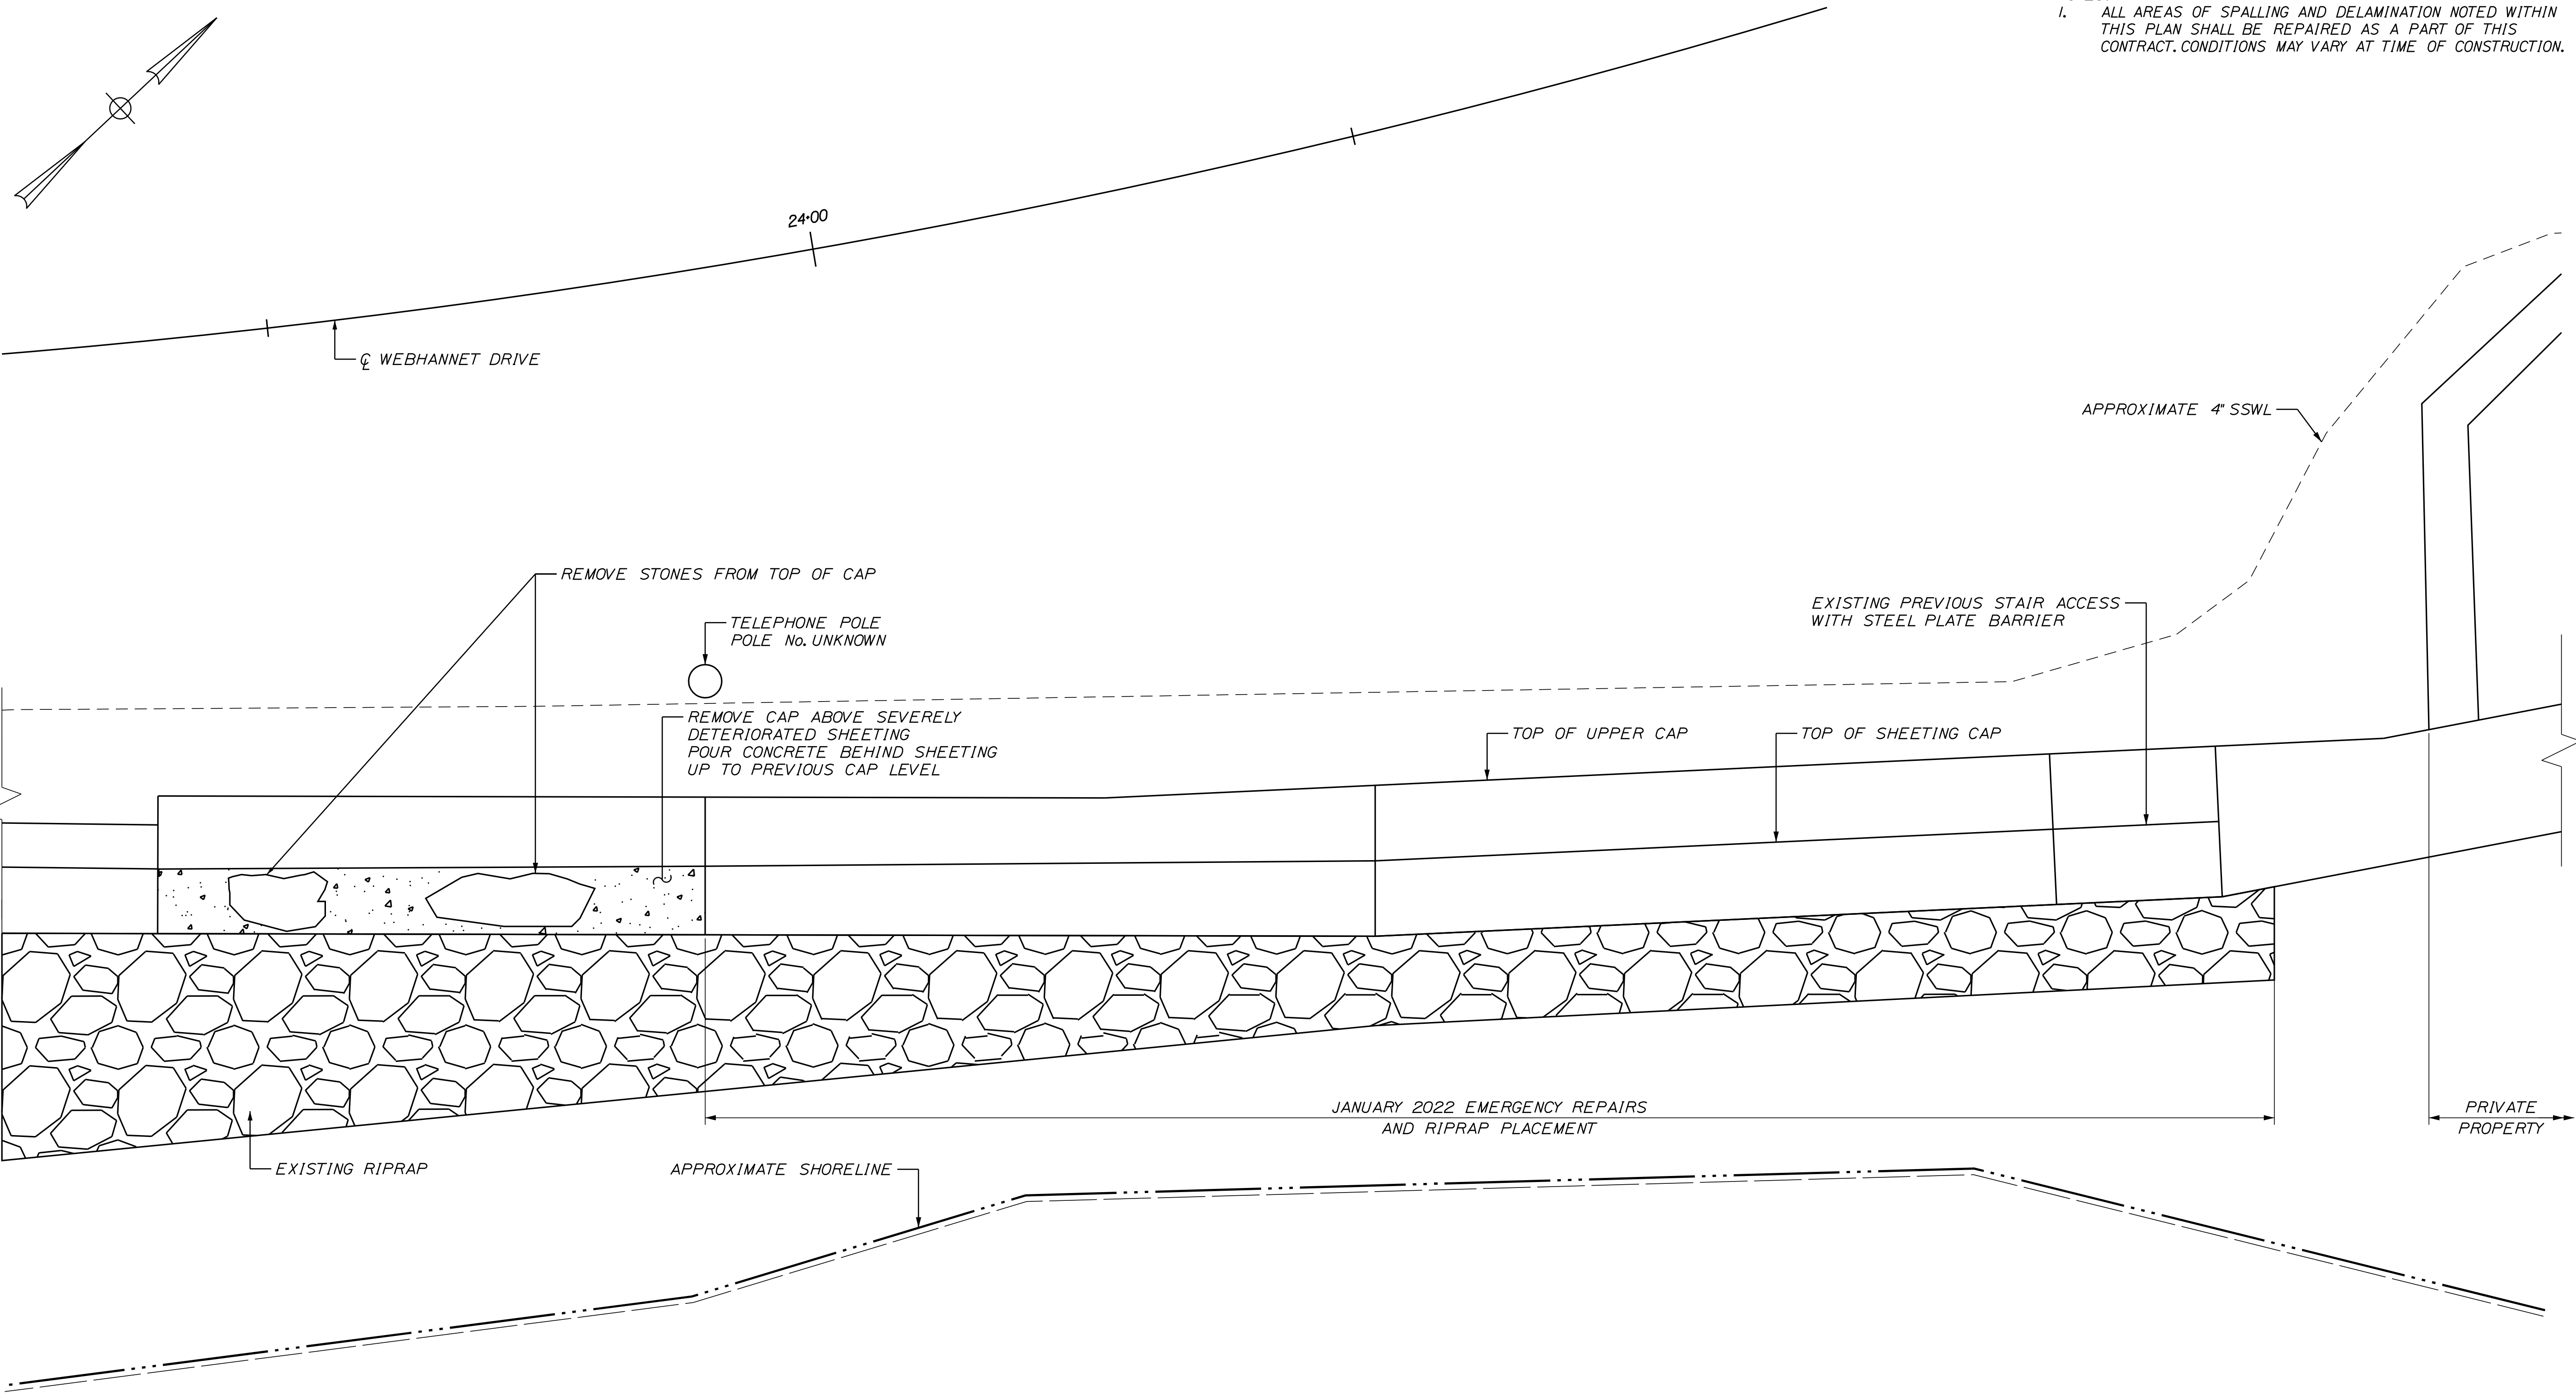 1. ALL AREAS OF SPALLING AND DELAMINATION NOTED WITHIN
THIS PLAN SHALL BE REPAIRED AS A PART OF THIS
CONTRACT. CONDITIONS MAY VARY AT TIME OF CONSTRUCTION.
24+00
℄ WEBHANNET DRIVE
APPROXIMATE 4" SSWL
REMOVE STONES FROM TOP OF CAP
TELEPHONE POLE
POLE No. UNKNOWN
EXISTING PREVIOUS STAIR ACCESS
WITH STEEL PLATE BARRIER
REMOVE CAP ABOVE SEVERELY
DETERIORATED SHEETING
POUR CONCRETE BEHIND SHEETING
UP TO PREVIOUS CAP LEVEL
TOP OF UPPER CAP
TOP OF SHEETING CAP
JANUARY 2022 EMERGENCY REPAIRS
AND RIPRAP PLACEMENT
PRIVATE
PROPERTY
EXISTING RIPRAP
APPROXIMATE SHORELINE